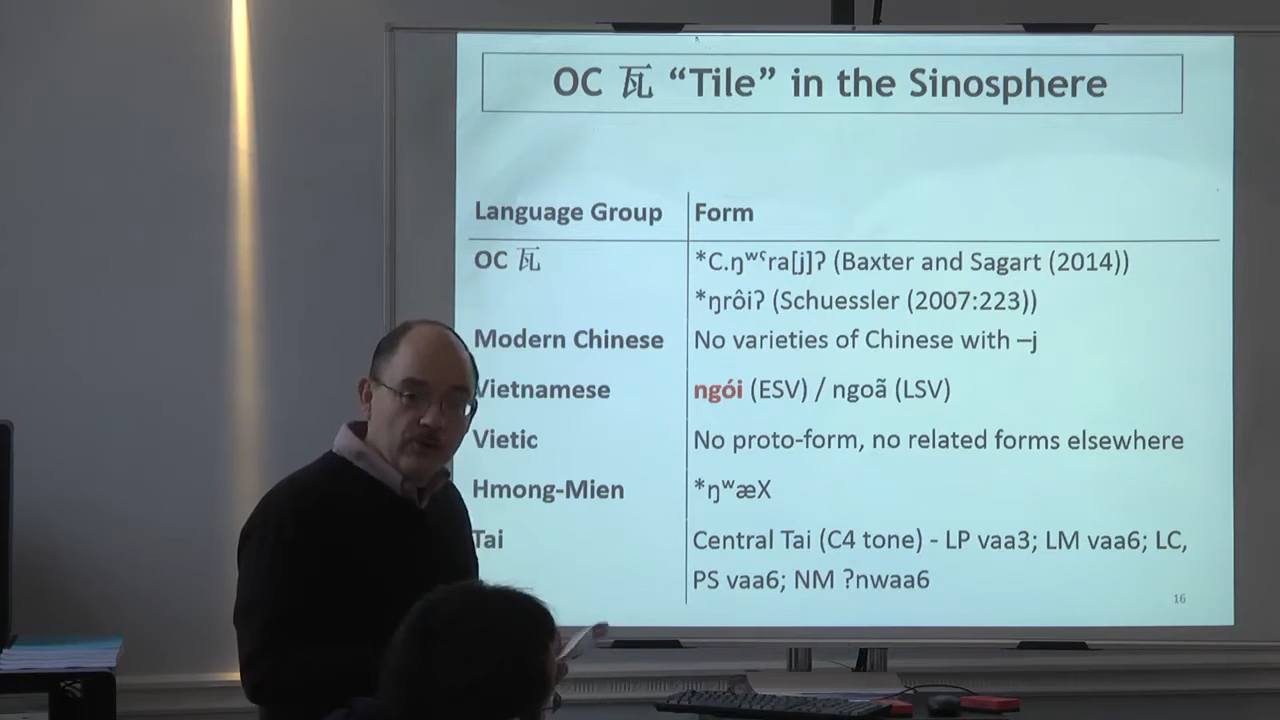 OC 瓦 “Tile” in the Sinosphere
Language Group Form
OC 瓦 *C.ŋʷˤra[j]ʔ (Baxter and Sagart (2014))
*ŋrôiʔ (Schuessler (2007:223))
Modern Chinese No varieties of Chinese with –j
Vietnamese ngói (ESV) / ngoã (LSV)
Vietic No proto-form, no related forms elsewhere
Hmong-Mien *ŋʷæX
Tai Central Tai (C4 tone) - LP vaa3; LM vaa6; LC,
PS vaa6; NM ?nwaa6
16